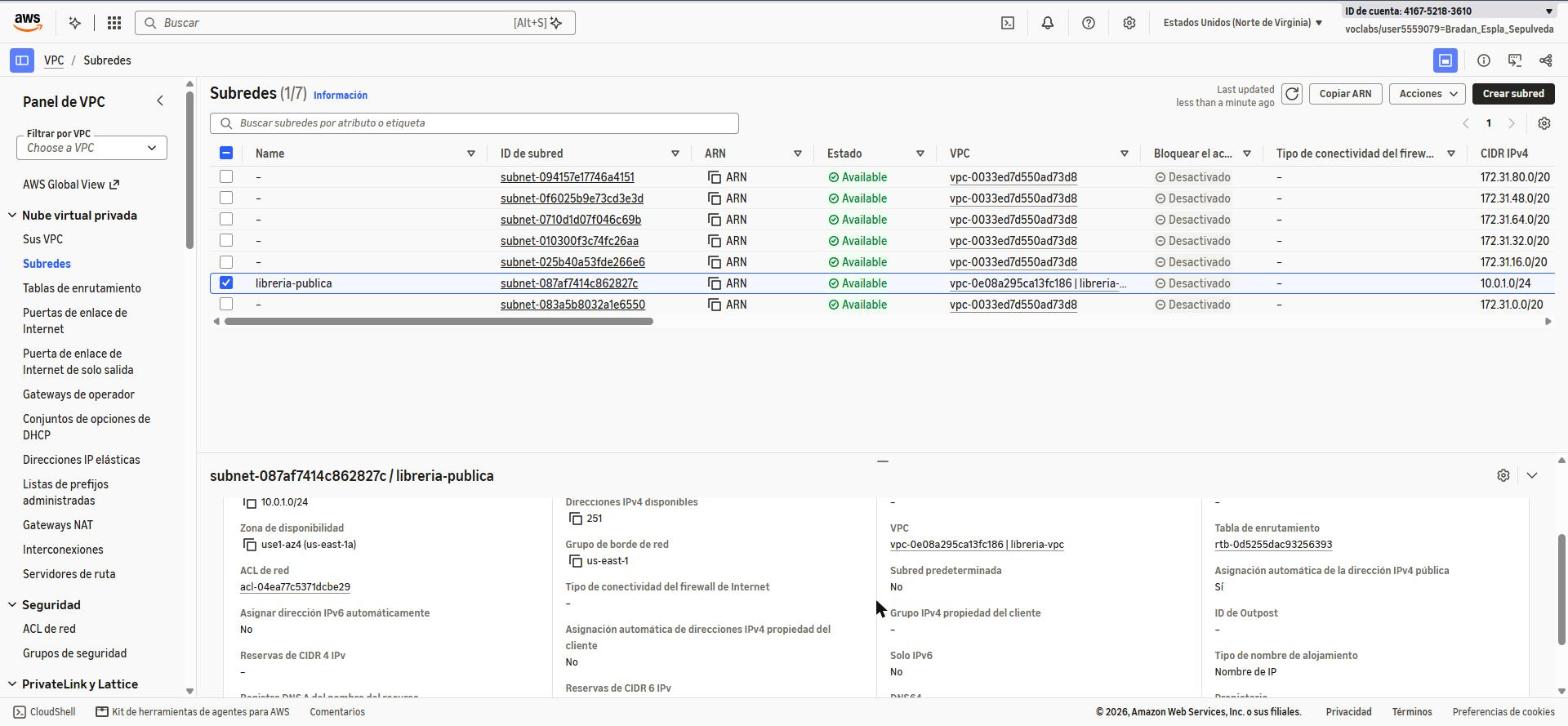 aws
Buscar [Alt+S]
Estados Unidos (Norte de Virginia) ▼
ID de cuenta: 4167-5218-3610
voclabs/user5559079=Bradan_Espla_Sepulveda
VPC / Subredes
Panel de VPC
Filtrar por VPC
Choose a VPC
AWS Global View
Nube virtual privada
Sus VPC
Subredes
Tablas de enrutamiento
Puertas de enlace de
Internet
Puerta de enlace de
Internet de solo salida
Gateways de operador
Conjuntos de opciones de
DHCP
Direcciones IP elásticas
Listas de prefijos
administradas
Gateways NAT
Interconexiones
Servidores de ruta
Seguridad
ACL de red
Grupos de seguridad
PrivateLink y Lattice
Subredes (1/7) Información
Last updated
less than a minute ago
Copiar ARN
Acciones
Crear subred
Buscar subredes por atributo o etiqueta
1
Name ID de subred ARN Estado VPC Bloquear el ac... Tipo de conectividad del firew... CIDR IPv4
– subnet-094157e17746a4151 ARN Available vpc-0033ed7d550ad73d8 Desactivado – 172.31.80.0/20
– subnet-0f6025b9e73cd3e3d ARN Available vpc-0033ed7d550ad73d8 Desactivado – 172.31.48.0/20
– subnet-0710d1d07f046c69b ARN Available vpc-0033ed7d550ad73d8 Desactivado – 172.31.64.0/20
– subnet-010300f3c74fc26aa ARN Available vpc-0033ed7d550ad73d8 Desactivado – 172.31.32.0/20
– subnet-025b40a53fde266e6 ARN Available vpc-0033ed7d550ad73d8 Desactivado – 172.31.16.0/20
libreria-publica subnet-087af7414c862827c ARN Available vpc-0e08a295ca13fc186 | libreria-... Desactivado – 10.0.1.0/24
– subnet-083a5b8032a1e6550 ARN Available vpc-0033ed7d550ad73d8 Desactivado – 172.31.0.0/20
subnet-087af7414c862827c / libreria-publica
10.0.1.0/24
Zona de disponibilidad
use1-az4 (us-east-1a)
ACL de red
acl-04ea77c5371dcbe29
Asignar dirección IPv6 automáticamente
No
Reservas de CIDR 4 IPv
–
Registro DNS A del nombre del recurso
Direcciones IPv4 disponibles
251
Grupo de borde de red
us-east-1
Tipo de conectividad del firewall de Internet
–
Asignación automática de direcciones IPv4 propiedad del
cliente
No
Reservas de CIDR 6 IPv
–
VPC
vpc-0e08a295ca13fc186 | libreria-vpc
Subred predeterminada
No
Grupo IPv4 propiedad del cliente
–
Solo IPv6
No
DNS64
–
Tabla de enrutamiento
rtb-0d5255dac93256393
Asignación automática de la dirección IPv4 pública
Sí
ID de Outpost
–
Tipo de nombre de alojamiento
Nombre de IP
Propietario
CloudShell
Kit de herramientas de agentes para AWS
Comentarios
© 2026, Amazon Web Services, Inc. o sus filiales.
Privacidad
Términos
Preferencias de cookies